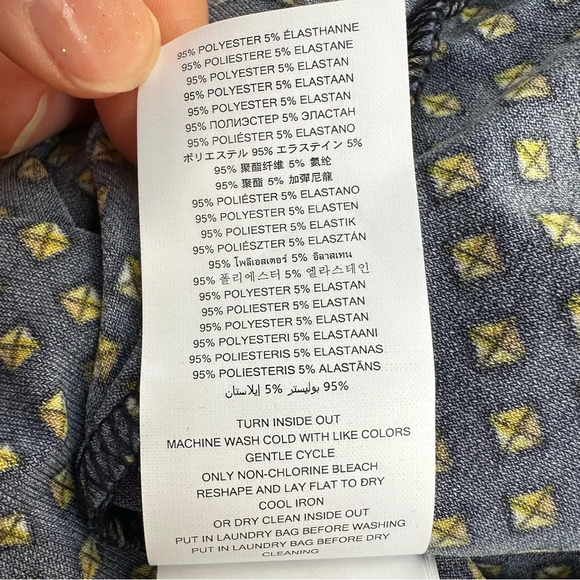 95% POLYESTER 5% ÉLASTHANNE
95% POLIESTERE 5% ELASTANE
95% POLYESTER 5% ELASTAN
95% POLYESTER 5% ELASTAAN
95% POLYESTER 5% ELASTAN
95% ПОЛИЭСТЕР 5% ЭЛАСТАН
95% POLIÉSTER 5% ELASTANO
ポリエステル 95% エラステイン 5%
95% 聚酯纤维 5% 氨纶
95% 聚酯 5% 加彈尼龍
95% POLIÉSTER 5% ELASTANO
95% POLYESTER 5% ELASTEN
95% POLYESTER 5% ELASTIK
95% POLIÉSZTER 5% ELASZTÁN
95% โพลีเอสเตอร์ 5% อีลาสเทน
95% 폴리에스터 5% 엘라스테인
95% POLYESTER 5% ELASTAN
95% POLYESTER 5% ELASTAN
95% POLYESTER 5% ELASTAN
95% POLYESTERI 5% ELASTAANI
95% POLIESTERIS 5% ELASTANAS
95% POLIESTERIS 5% ALASTĀNS
95% بوليستر 5% إيلاستان
TURN INSIDE OUT
MACHINE WASH COLD WITH LIKE COLORS
GENTLE CYCLE
ONLY NON-CHLORINE BLEACH
RESHAPE AND LAY FLAT TO DRY
COOL IRON
OR DRY CLEAN INSIDE OUT
PUT IN LAUNDRY BAG BEFORE WASHING
PUT IN LAUNDRY BAG BEFORE DRY
CLEANING